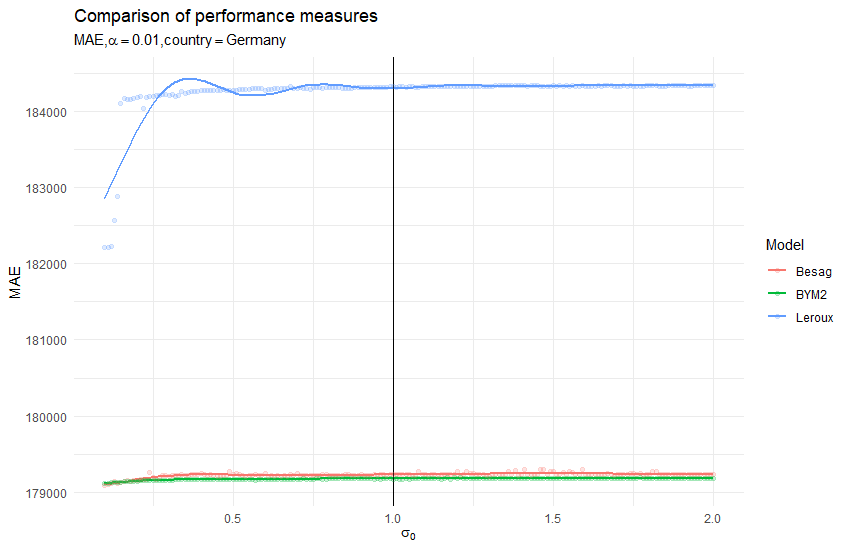 Comparison of performance measures
MAE,α = 0.01,country = Germany
184000
183000
182000
181000
180000
179000
MAE
0.5
1.0
1.5
2.0
σ₀
Model
Besag
BYM2
Leroux